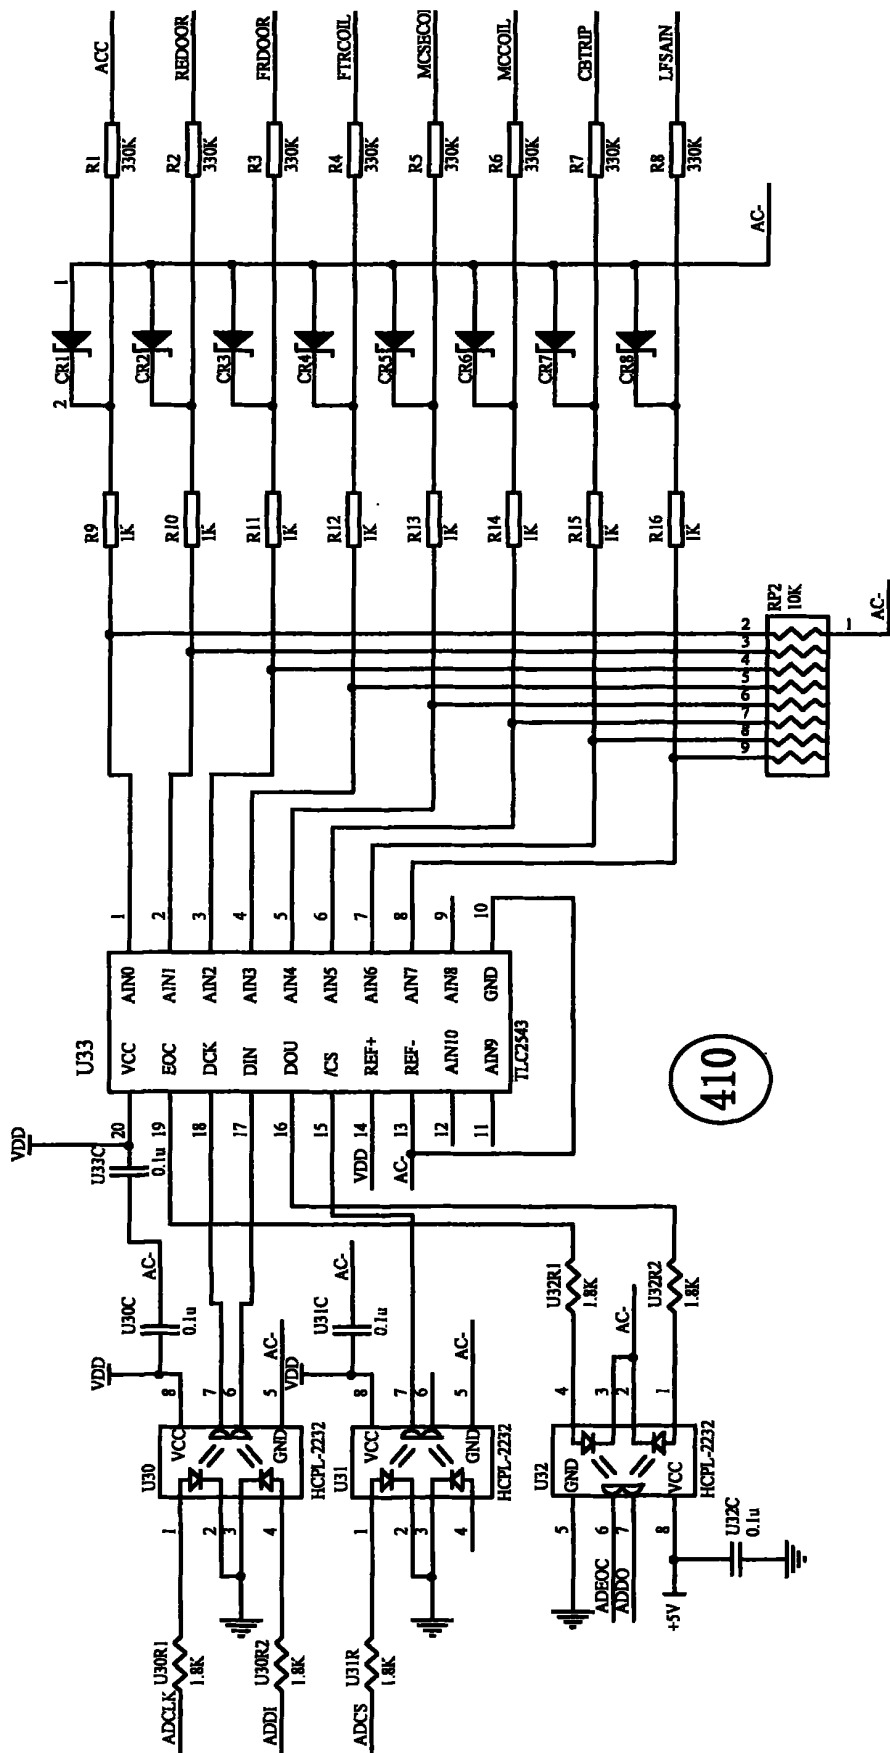 ACC
REDOOR
FRDOOR
FTRCOIL
MCSECOI
MCCOIL
CBTRIP
LFSAIN
R1
330K
R2
330K
R3
330K
R4
330K
R5
330K
R6
330K
R7
330K
R8
330K
AC-
1
CR1
2
CR2
CR3
CR4
CR5
CR6
CR7
CR8
R9
1K
R10
1K
R11
1K
R12
1K
R13
1K
R14
1K
R15
1K
R16
1K
RP2
10K
2
3
4
5
6
7
8
9
1
AC-
1
2
3
4
5
6
7
8
9
10
AIN0
AIN1
AIN2
AIN3
AIN4
AIN5
AIN6
AIN7
AIN8
GND
U33
TLC2543
VCC
EOC
DCK
DIN
DOU
/CS
REF+
REF-
AIN10
AIN9
20
19
18
17
16
15
14
13
12
11
VDD
AC-
VDD
U33C
0.1u
AC-
U30C
0.1u
VDD
U31C
0.1u
AC-
VDD
AC-
AC-
U32R1
1.8K
U32R2
1.8K
AC-
8
7
6
5
U30
VCC
GND
HCPL-2232
1
2
3
4
8
7
6
5
U31
VCC
GND
HCPL-2232
1
2
3
4
4
3
2
1
U32
GND
VCC
HCPL-2232
5
6
7
8
ADEOC
ADDO
+5V
U32C
0.1u
U30R1
1.8K
ADCLK
U30R2
1.8K
ADDI
U31R
1.8K
ADCS
410